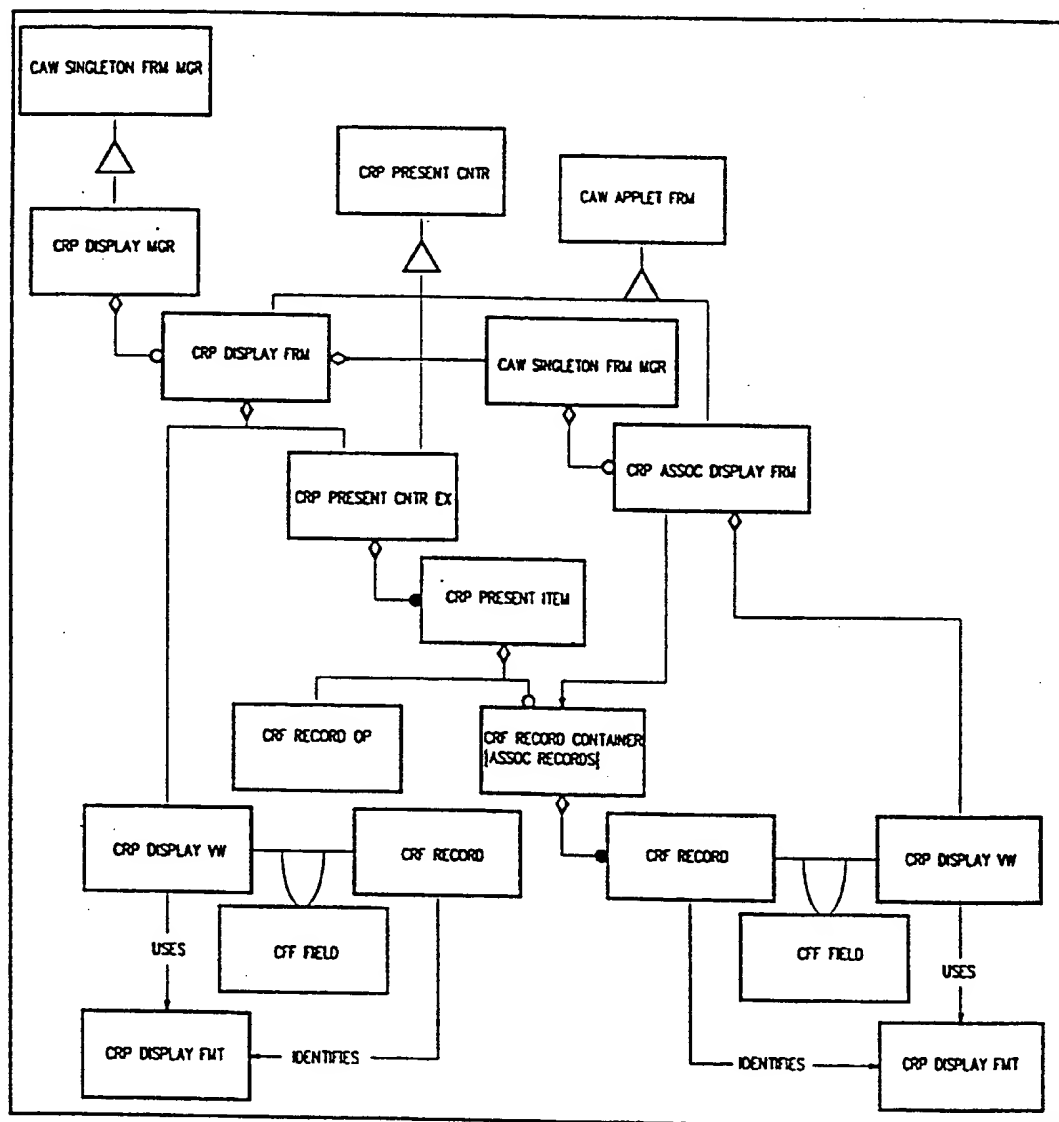 CAW SINGLETON FRM MGR
CRP PRESENT CNTR
CAW APPLET FRM
CRP DISPLAY MGR
CRP DISPLAY FRM
CAW SINGLETON FRM MGR
CRP ASSOC DISPLAY FRM
CRP PRESENT CNTR EX
CRP PRESENT ITEM
CRF RECORD OP
CRF RECORD CONTAINER
[ASSOC RECORDS[
CRP DISPLAY VW
CRF RECORD
CRF RECORD
CRP DISPLAY VW
CFF FIELD
CFF FIELD
USES
USES
CRP DISPLAY FMT
IDENTIFIES
IDENTIFIES
CRP DISPLAY FMT